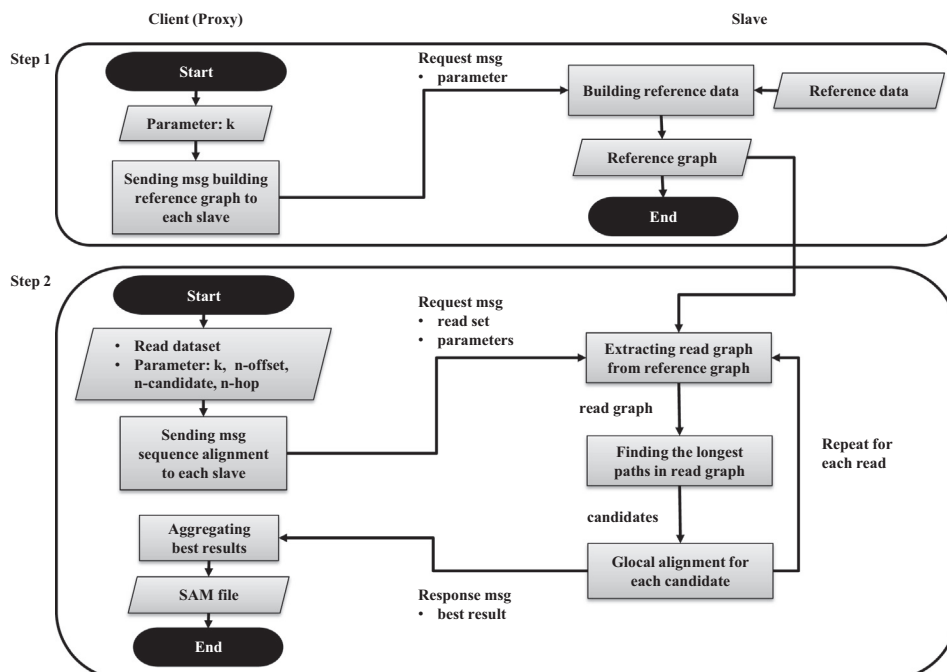 Client (Proxy)
Slave
Step 1
Start
Parameter: k
Sending msg building
reference graph to
each slave
Request msg
• parameter
Building reference data
Reference data
Reference graph
End
Step 2
Start
• Read dataset
• Parameter: k, n-offset,
n-candidate, n-hop
Sending msg
sequence alignment
to each slave
Request msg
• read set
• parameters
Extracting read graph
from reference graph
read graph
Finding the longest
paths in read graph
candidates
Glocal alignment for
each candidate
Repeat for
each read
Response msg
• best result
Aggregating
best results
SAM file
End